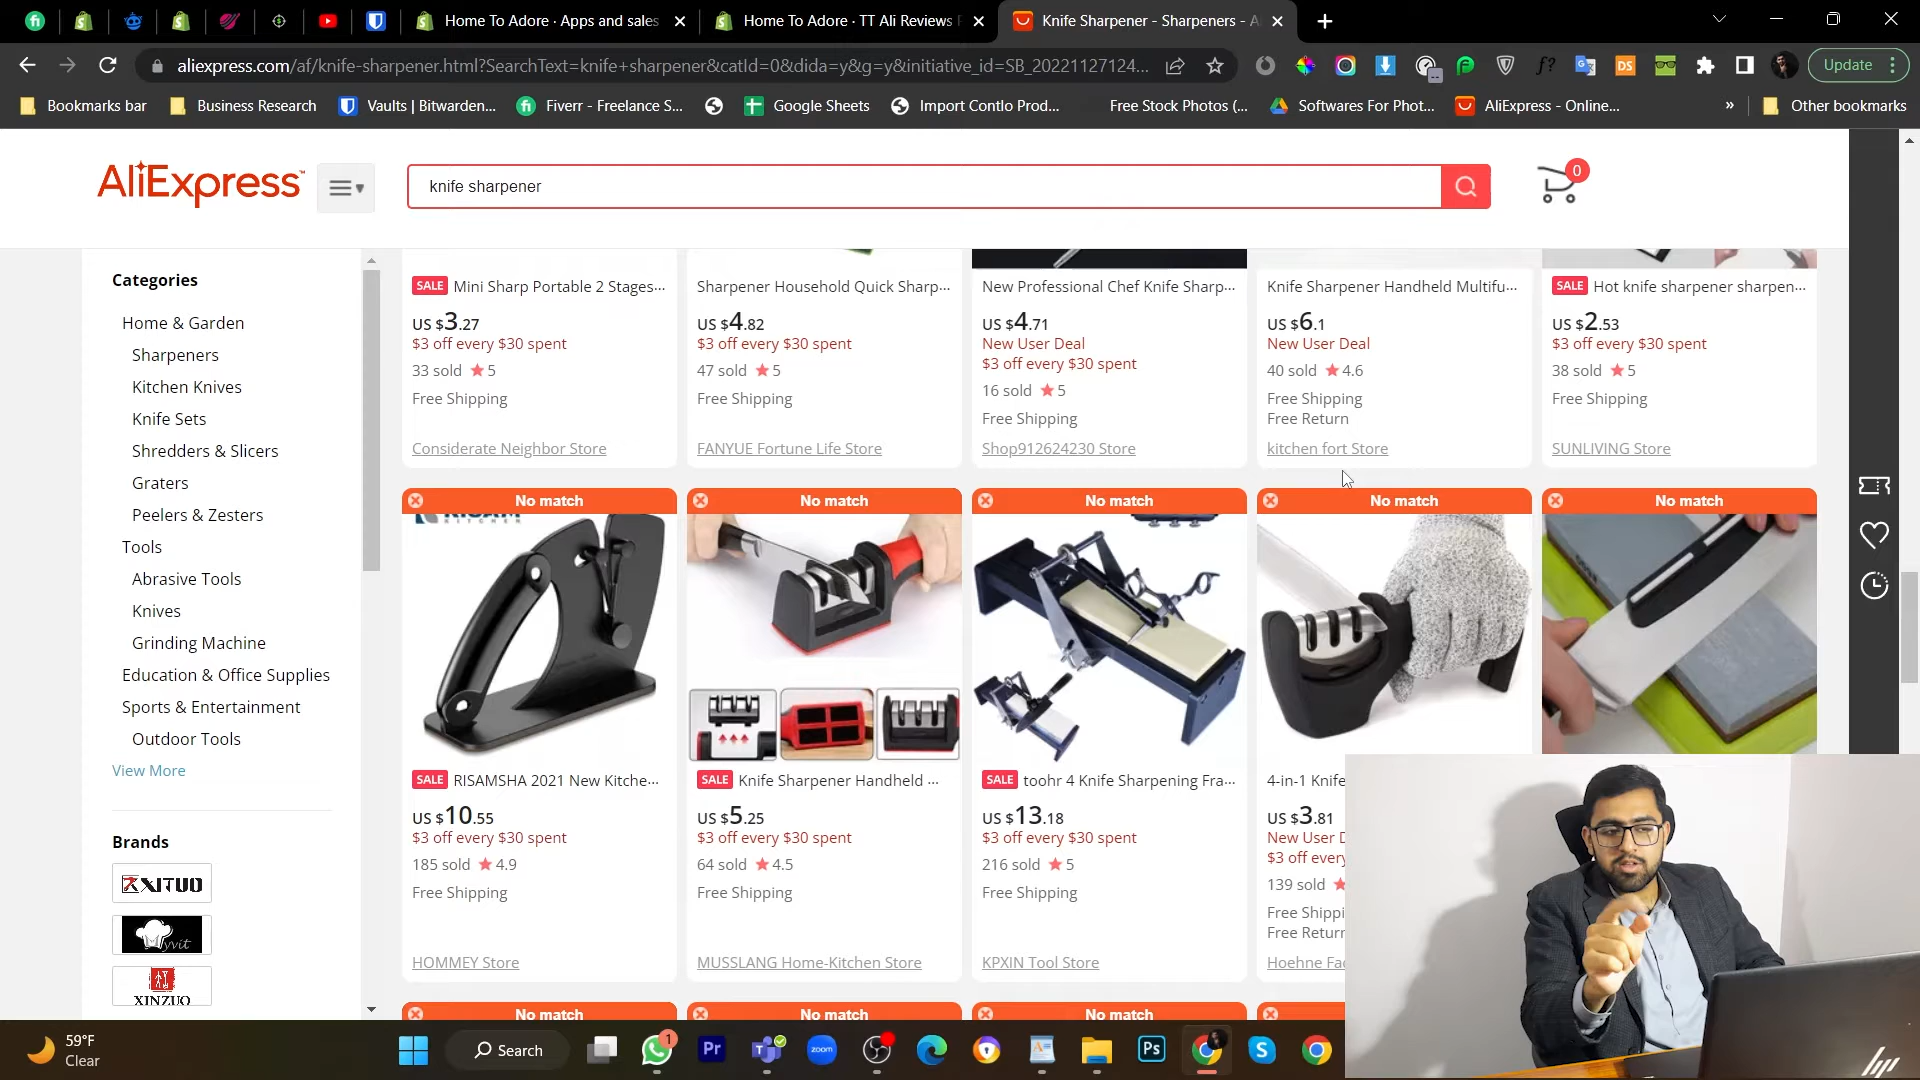 Home To Adore · Apps and sales
Home To Adore · TT Ali Reviews
Knife Sharpener - Sharpeners - A
aliexpress.com/af/knife-sharpener.html?SearchText=knife+sharpener&catId=0&dida=y&g=y&initiative_id=SB_20221127124...
Update
Bookmarks bar
Business Research
Vaults | Bitwarden...
Fiverr - Freelance S...
Google Sheets
Import Contlo Prod...
Free Stock Photos (...
Softwares For Phot...
AliExpress - Online...
»
Other bookmarks
AliExpress
knife sharpener
0
Categories
Home & Garden
Sharpeners
Kitchen Knives
Knife Sets
Shredders & Slicers
Graters
Peelers & Zesters
Tools
Abrasive Tools
Knives
Grinding Machine
Education & Office Supplies
Sports & Entertainment
Outdoor Tools
View More
Brands
XITUO
XINZUO
SALE Mini Sharp Portable 2 Stages...
US $3.27
$3 off every $30 spent
33 sold 5
Free Shipping
Considerate Neighbor Store
Sharpener Household Quick Sharp...
US $4.82
$3 off every $30 spent
47 sold 5
Free Shipping
FANYUE Fortune Life Store
New Professional Chef Knife Sharp...
US $4.71
New User Deal
$3 off every $30 spent
16 sold 5
Free Shipping
Shop912624230 Store
Knife Sharpener Handheld Multifu...
US $6.1
New User Deal
40 sold 4.6
Free Shipping
Free Return
kitchen fort Store
SALE Hot knife sharpener sharpen...
US $2.53
$3 off every $30 spent
38 sold 5
Free Shipping
SUNLIVING Store
No match
No match
No match
No match
No match
KITCHEN
SALE RISAMSHA 2021 New Kitche...
US $10.55
$3 off every $30 spent
185 sold 4.9
Free Shipping
HOMMEY Store
SALE Knife Sharpener Handheld ...
US $5.25
$3 off every $30 spent
64 sold 4.5
Free Shipping
MUSSLANG Home-Kitchen Store
SALE toohr 4 Knife Sharpening Fra...
US $13.18
$3 off every $30 spent
216 sold 5
Free Shipping
KPXIN Tool Store
4-in-1 Knife
US $3.81
New User D
$3 off every
139 sold
Free Shippi
Free Return
Hoehne Fac
No match
No match
No match
59°F
Clear
Search
1
Pr
zoom
Ps
S